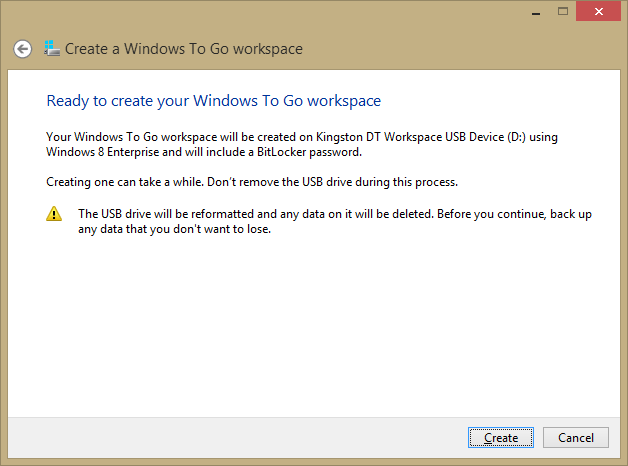 Create a Windows To Go workspace
Ready to create your Windows To Go workspace
Your Windows To Go workspace will be created on Kingston DT Workspace USB Device (D:) using
Windows 8 Enterprise and will include a BitLocker password.
Creating one can take a while. Don't remove the USB drive during this process.
The USB drive will be reformatted and any data on it will be deleted. Before you continue, back up
any data that you don't want to lose.
Create
Cancel